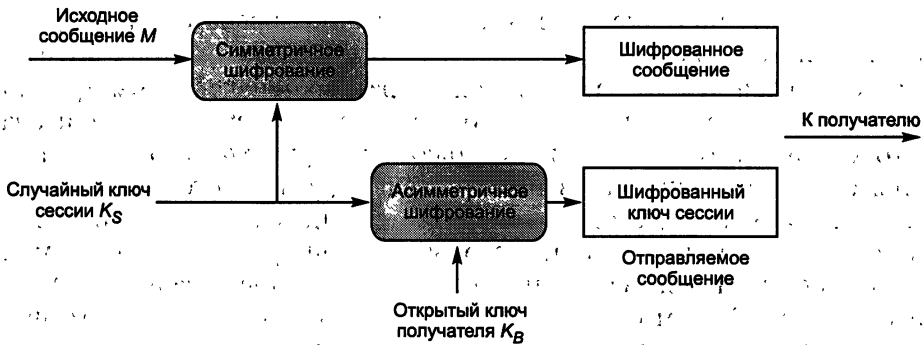 Исходное
сообщение M
Симметричное
шифрование
Шифрованное
сообщение
К получателю
Случайный ключ
сессии K_S
Асимметричное
шифрование
Шифрованный
ключ сессии
Отправляемое
сообщение
Открытый ключ
получателя K_B